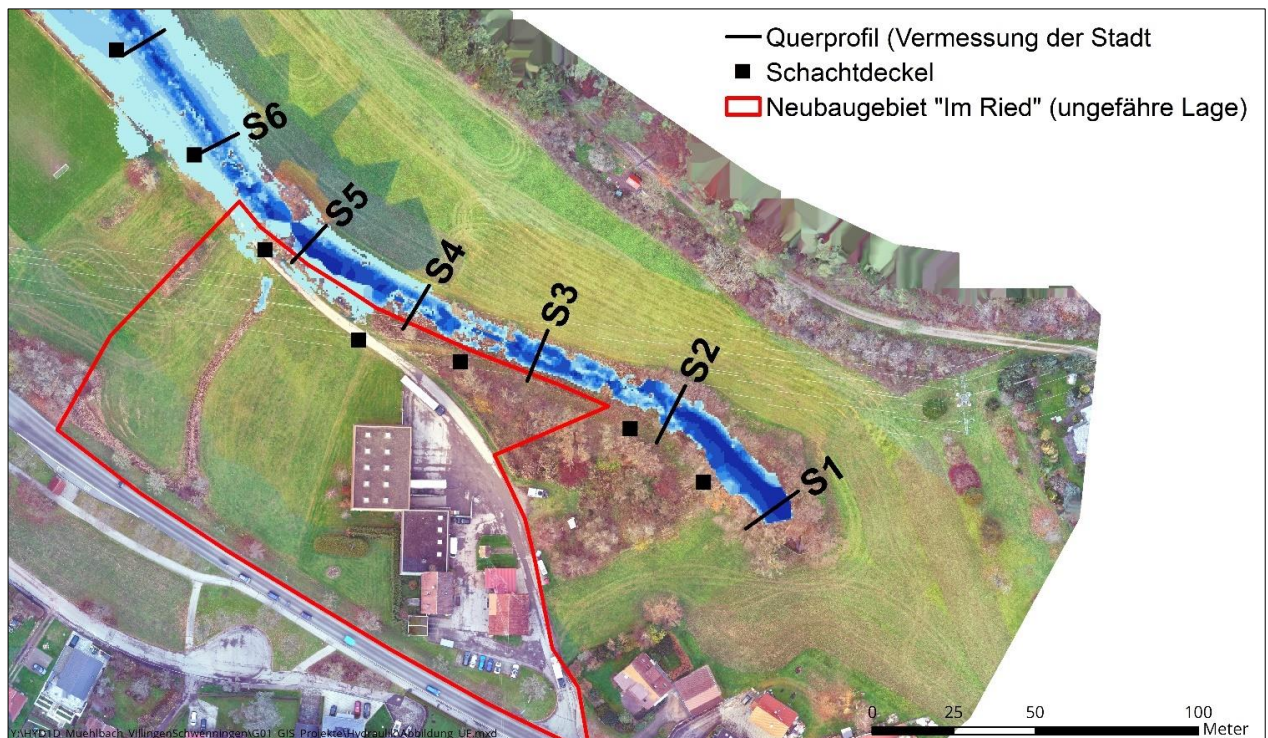 Querprofil (Vermessung der Stadt
Schachtdeckel
Neubaugebiet "Im Ried" (ungefähre Lage)
S6
S5
S4
S3
S2
S1
0 25 50 100
Meter
Y:\HYD1D_Muehlbach_VillingenSchwenningen\G01_GIS_Projekte\Hydraulik\Abbildung_UE.mxd